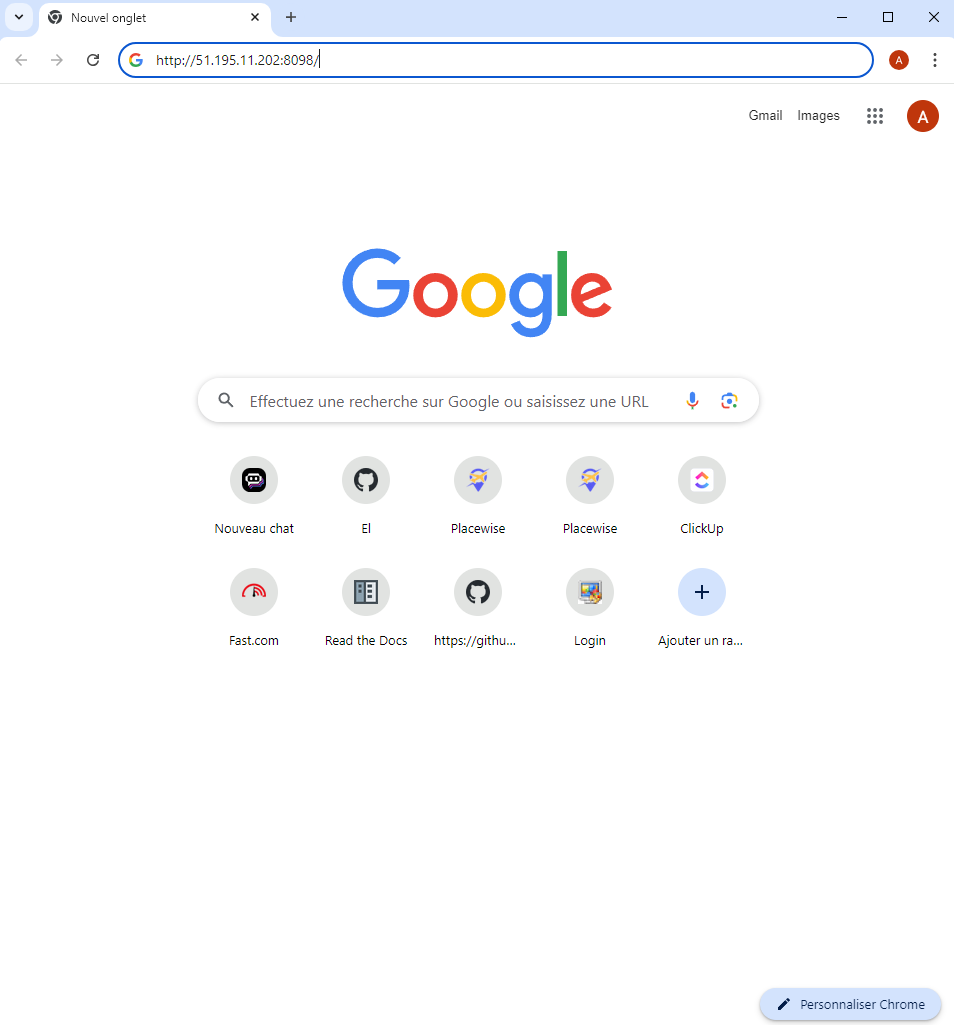 Nouvel onglet
http://51.195.11.202:8098/
A
Gmail Images
A
Google
Effectuez une recherche sur Google ou saisissez une URL
Nouveau chat
El
Placewise
Placewise
ClickUp
Fast.com
Read the Docs
https://githu...
Login
Ajouter un ra...
Personnaliser Chrome